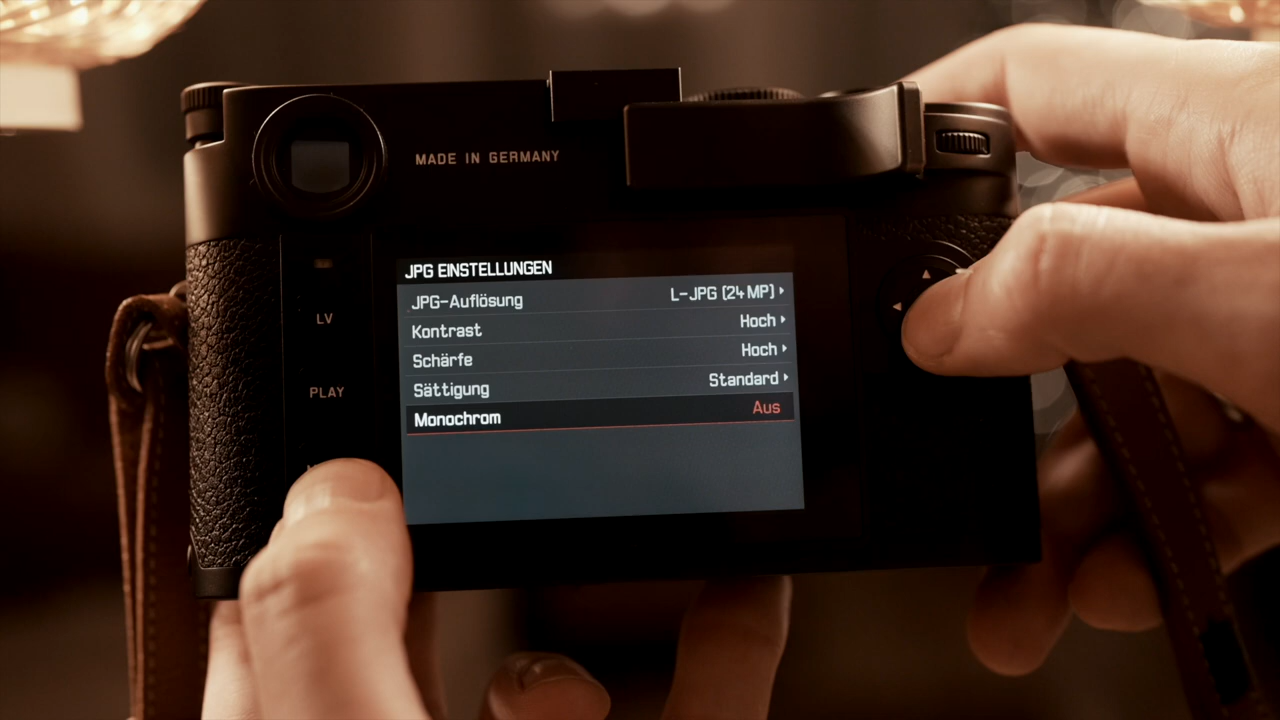 MADE IN GERMANY
JPG EINSTELLUNGEN
JPG-Auflösung L-JPG (24 MP)
Kontrast Hoch
Schärfe Hoch
Sättigung Standard
Monochrom Aus
LV
PLAY